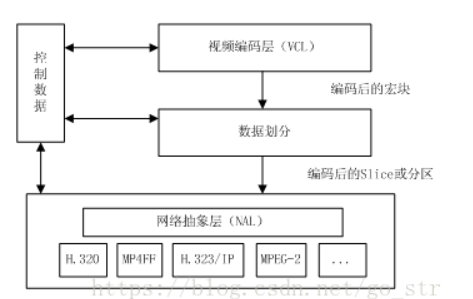 控制数据
视频编码层（VCL）
编码后的宏块
数据划分
编码后的Slice或分区
网络抽象层（NAL）
H.320
MP4FF
H.323/IP
MPEG-2
...
https://blog.csdn.net/go_str